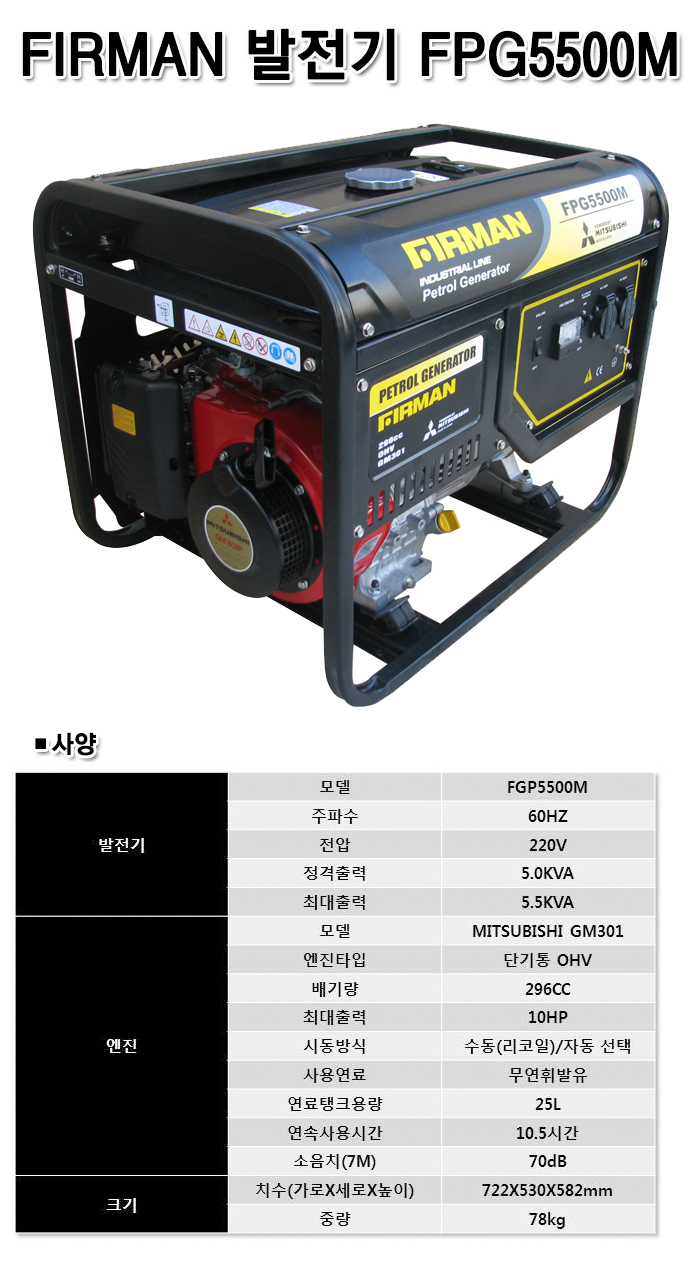 FIRMAN 발전기 FPG5500M
FPG5500M
FIRMAN
POWERED BY
MITSUBISHI
INDUSTRIAL LINE
Petrol Generator
PETROL GENERATOR
FIRMAN
296cc
OHV
GM301
MITSUBISHI
CE
MITSUBISHI
■ 사양
발전기
모델 FGP5500M
주파수 60HZ
전압 220V
정격출력 5.0KVA
최대출력 5.5KVA
엔진
모델 MITSUBISHI GM301
엔진타입 단기통 OHV
배기량 296CC
최대출력 10HP
시동방식 수동(리코일)/자동 선택
사용연료 무연휘발유
연료탱크용량 25L
연속사용시간 10.5시간
소음치(7M) 70dB
크기
치수(가로X세로X높이) 722X530X582mm
중량 78kg